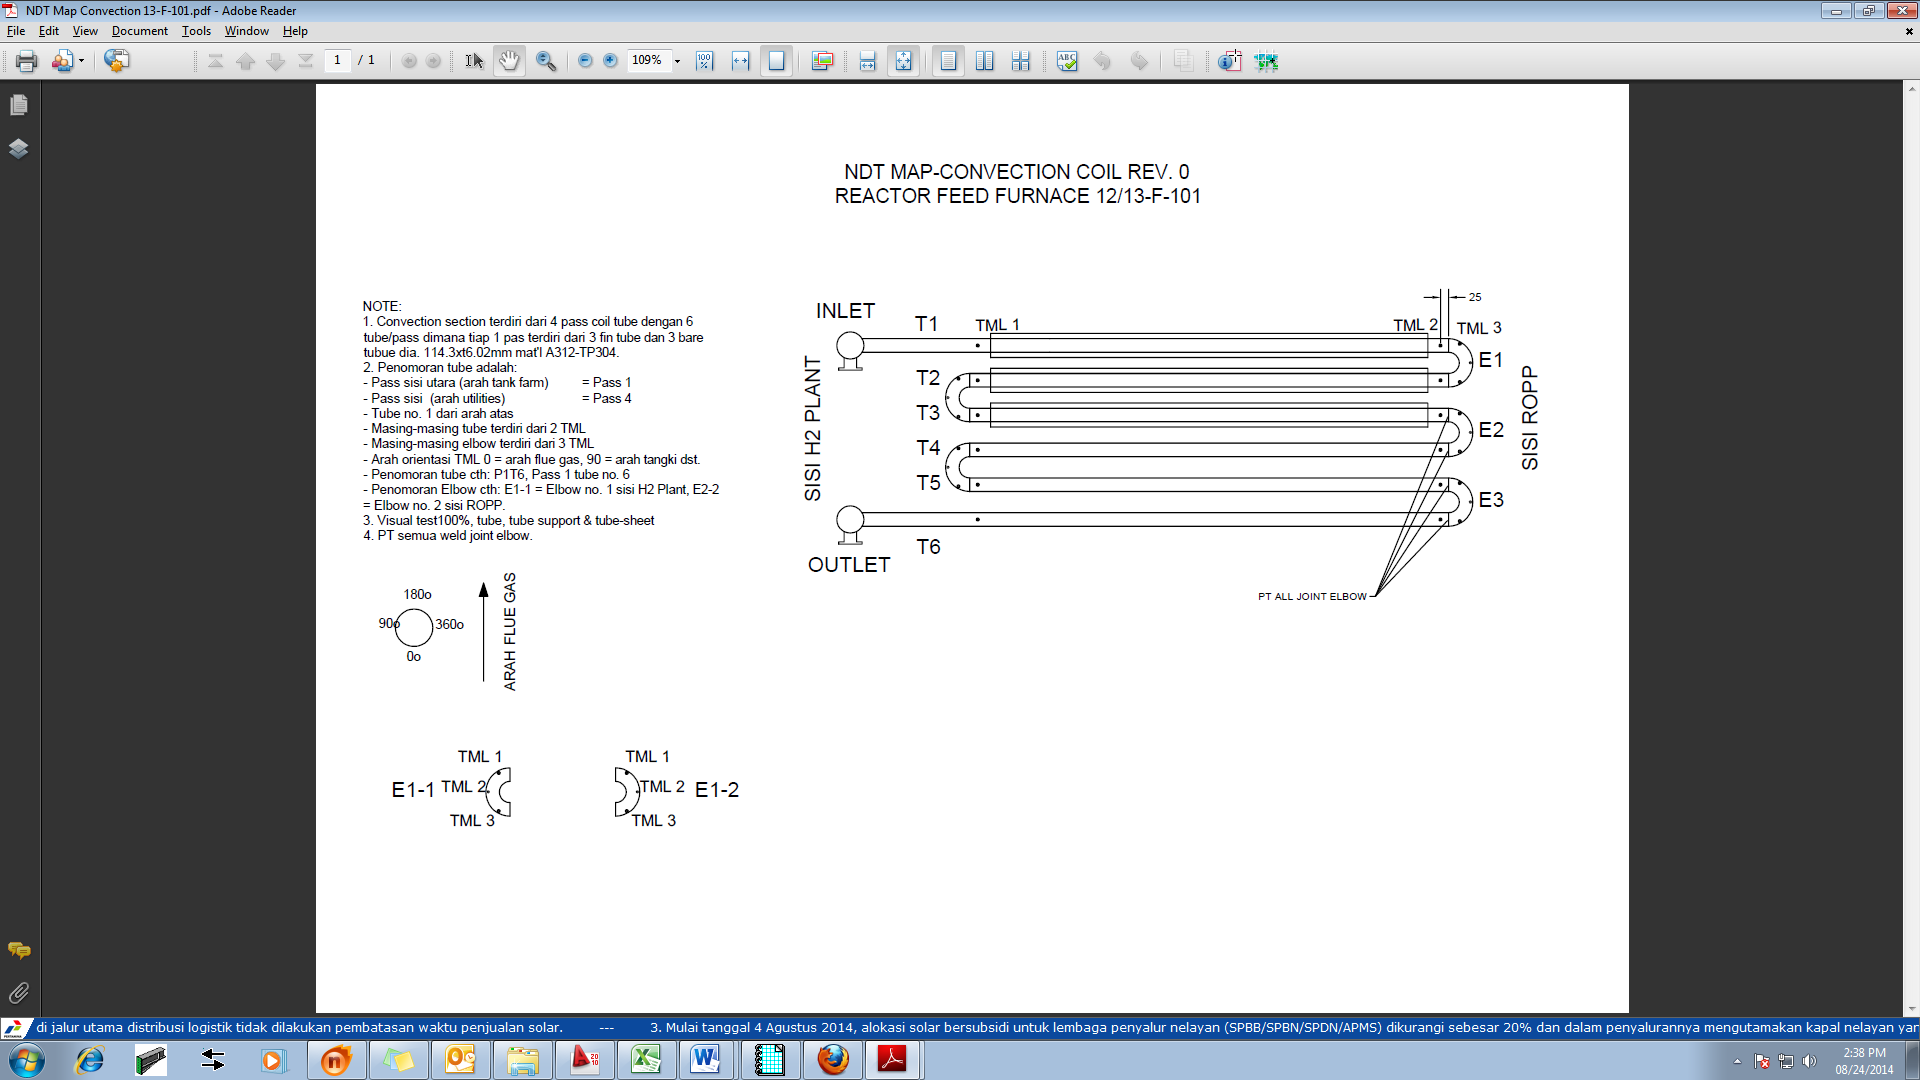 NDT Map Convection 13-F-101.pdf - Adobe Reader
File Edit View Document Tools Window Help
1 / 1
109%
NDT MAP-CONVECTION COIL REV. 0
REACTOR FEED FURNACE 12/13-F-101
NOTE:
1. Convection section terdiri dari 4 pass coil tube dengan 6
tube/pass dimana tiap 1 pas terdiri dari 3 fin tube dan 3 bare
tubue dia. 114.3xt6.02mm mat'l A312-TP304.
2. Penomoran tube adalah:
- Pass sisi utara (arah tank farm) = Pass 1
- Pass sisi (arah utilities) = Pass 4
- Tube no. 1 dari arah atas
- Masing-masing tube terdiri dari 2 TML
- Masing-masing elbow terdiri dari 3 TML
- Arah orientasi TML 0 = arah flue gas, 90 = arah tangki dst.
- Penomoran tube cth: P1T6, Pass 1 tube no. 6
- Penomoran Elbow cth: E1-1 = Elbow no. 1 sisi H2 Plant, E2-2
= Elbow no. 2 sisi ROPP.
3. Visual test100%, tube, tube support & tube-sheet
4. PT semua weld joint elbow.
180o
90o
360o
0o
ARAH FLUE GAS
TML 1
E1-1 TML 2
TML 3
TML 1
TML 2 E1-2
TML 3
INLET
T1
TML 1
TML 2
TML 3
25
E1
T2
T3
E2
T4
T5
E3
T6
OUTLET
SISI H2 PLANT
SISI ROPP
PT ALL JOINT ELBOW
di jalur utama distribusi logistik tidak dilakukan pembatasan waktu penjualan solar. --- 3. Mulai tanggal 4 Agustus 2014, alokasi solar bersubsidi untuk lembaga penyalur nelayan (SPBB/SPBN/SPDN/APMS) dikurangi sebesar 20% dan dalam penyalurannya mengutamakan kapal nelayan yan
2:38 PM
08/24/2014